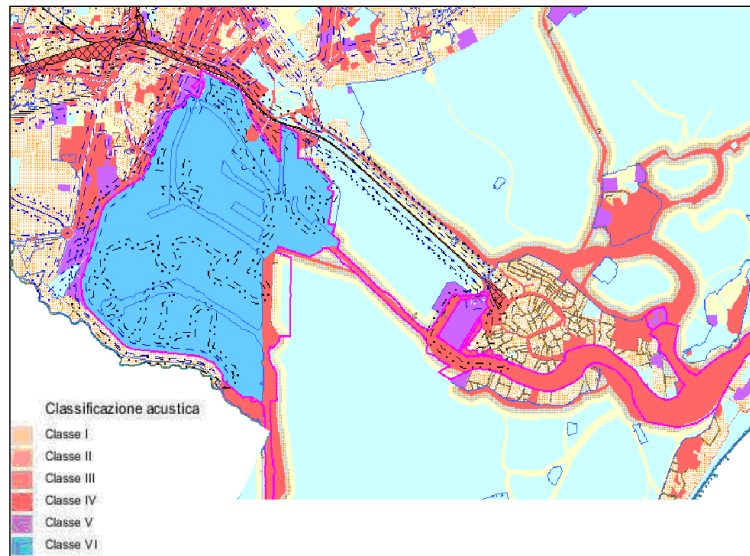 Classificazione acustica
Classe I
Classe II
Classe III
Classe IV
Classe V
Classe VI